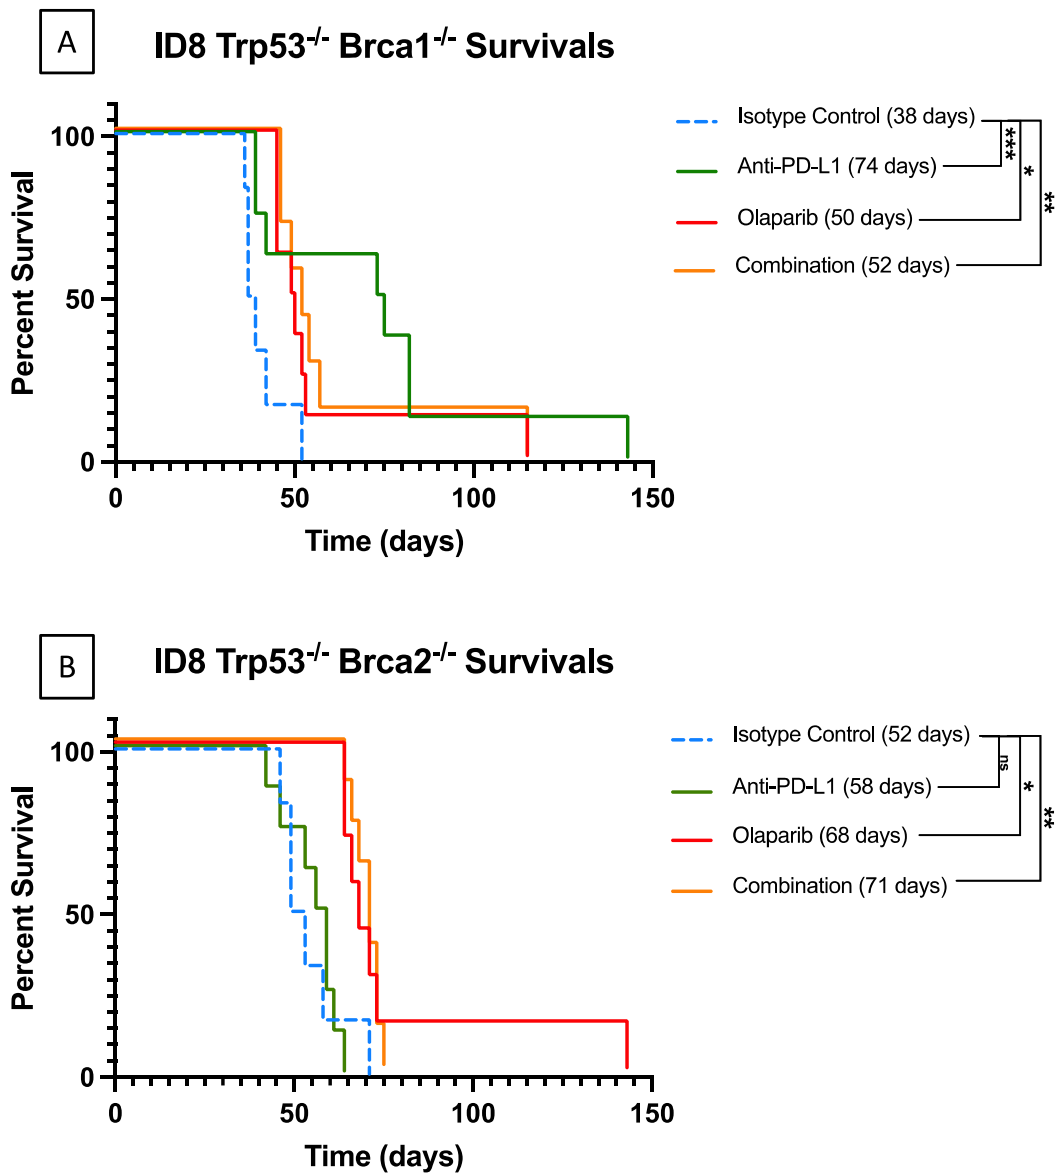 A
ID8 Trp53-/- Brca1-/- Survivals
Percent Survival
100
50
0
0 50 100 150
Time (days)
Isotype Control (38 days)
Anti-PD-L1 (74 days)
Olaparib (50 days)
Combination (52 days)
***
*
**
B
ID8 Trp53-/- Brca2-/- Survivals
Percent Survival
100
50
0
0 50 100 150
Time (days)
Isotype Control (52 days)
Anti-PD-L1 (58 days)
Olaparib (68 days)
Combination (71 days)
ns
*
**